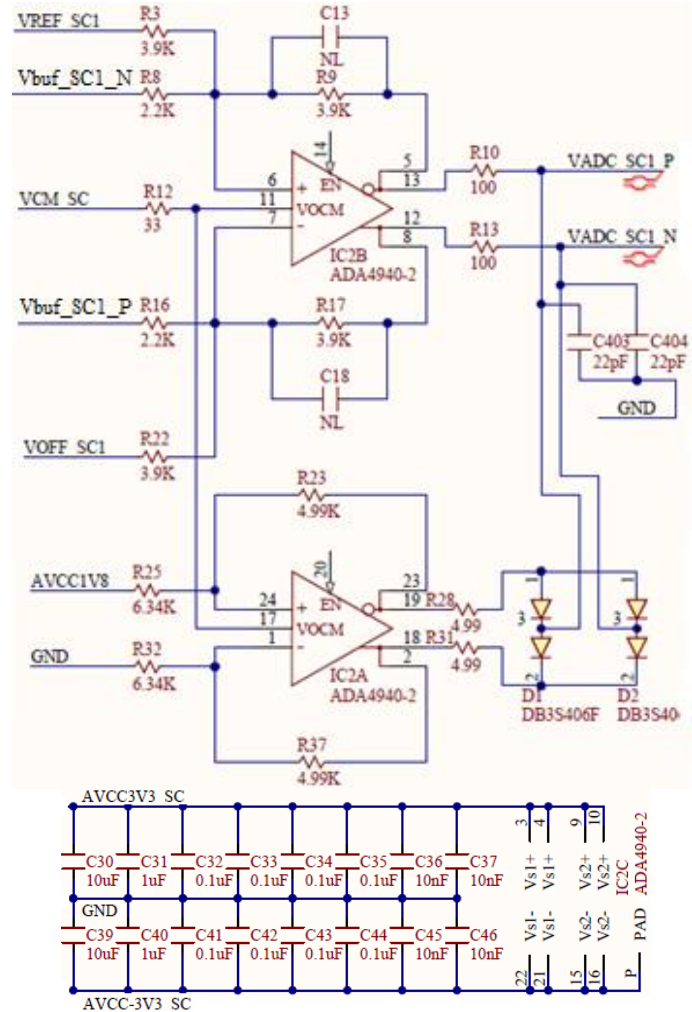 VREF_SC1
R3
3.9K
C13
NL
Vbuf_SC1_N
R8
2.2K
R9
3.9K
14
EN
5
13
R10
100
VADC_SC1_P
VCM_SC
R12
33
6
11
7
+
VOCM
-
12
8
R13
100
VADC_SC1_N
IC2B
ADA4940-2
Vbuf_SC1_P
R16
2.2K
R17
3.9K
C18
NL
C403
22pF
C404
22pF
GND
VOFF_SC1
R22
3.9K
R23
4.99K
AVCC1V8
R25
6.34K
20
EN
23
19
R28
4.99
24
17
1
+
VOCM
-
18
2
R31
4.99
GND
R32
6.34K
IC2A
ADA4940-2
R37
4.99K
1
3
2
D1
DB3S406F
1
3
2
D2
DB3S40
AVCC3V3_SC
C30
10uF
C31
1uF
C32
0.1uF
C33
0.1uF
C34
0.1uF
C35
0.1uF
C36
10nF
C37
10nF
GND
C39
10uF
C40
1uF
C41
0.1uF
C42
0.1uF
C43
0.1uF
C44
0.1uF
C45
10nF
C46
10nF
AVCC-3V3_SC
3
4
9
10
Vs1+
Vs1+
Vs2+
Vs2+
IC2C
ADA4940-2
Vs1-
Vs1-
Vs2-
Vs2-
PAD
22
21
15
16
P